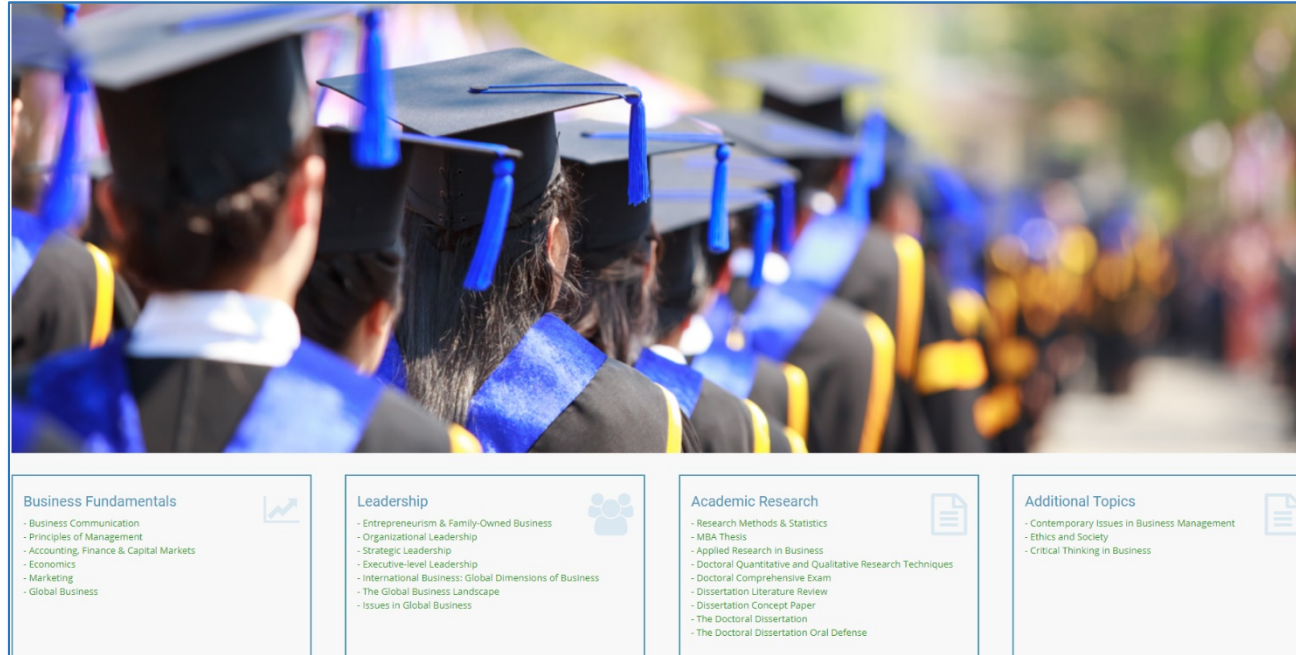 Business Fundamentals
- Business Communication
- Principles of Management
- Accounting, Finance & Capital Markets
- Economics
- Marketing
- Global Business
Leadership
- Entrepreneurism & Family-Owned Business
- Organizational Leadership
- Strategic Leadership
- Executive-level Leadership
- International Business: Global Dimensions of Business
- The Global Business Landscape
- Issues in Global Business
Academic Research
- Research Methods & Statistics
- MBA Thesis
- Applied Research in Business
- Doctoral Quantitative and Qualitative Research Techniques
- Doctoral Comprehensive Exam
- Dissertation Literature Review
- Dissertation Concept Paper
- The Doctoral Dissertation
- The Doctoral Dissertation Oral Defense
Additional Topics
- Contemporary Issues in Business Management
- Ethics and Society
- Critical Thinking in Business